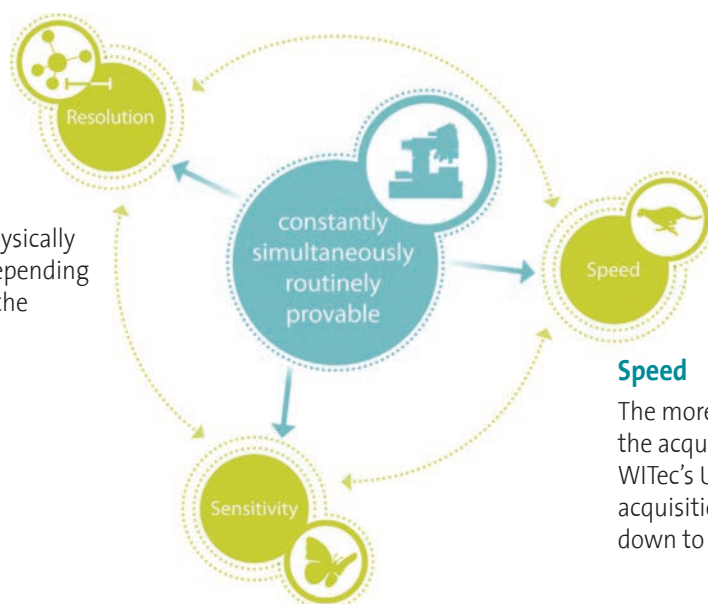 Resolution
constantly
simultaneously
routinely
provable
Speed
Sensitivity
ysically
epending
the
Speed
The more
the acqu
WITec's U
acquisitio
down to